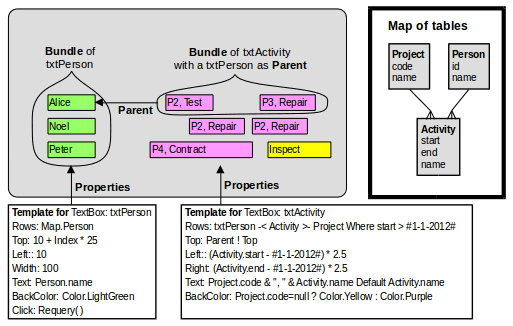 Bundle of
txtPerson
Bundle of txtActivity
with a txtPerson as Parent
Alice
Noel
Peter
Parent
P2, Test
P3, Repair
P2, Repair
P2, Repair
P4, Contract
Inspect
Properties
Properties
Map of tables
Project
code
name
Person
id
name
Activity
start
end
name
Template for TextBox: txtPerson
Rows: Map.Person
Top: 10 + Index * 25
Left:: 10
Width: 100
Text: Person.name
BackColor: Color.LightGreen
Click: Requery( )
Template for TextBox: txtActivity
Rows: txtPerson -< Activity >- Project Where start > #1-1-2012#
Top: Parent ! Top
Left:: (Activity.start - #1-1-2012#) * 2.5
Right: (Activity.end - #1-1-2012#) * 2.5
Text: Project.code & ", " & Activity.name Default Activity.name
BackColor: Project.code=null ? Color.Yellow : Color.Purple